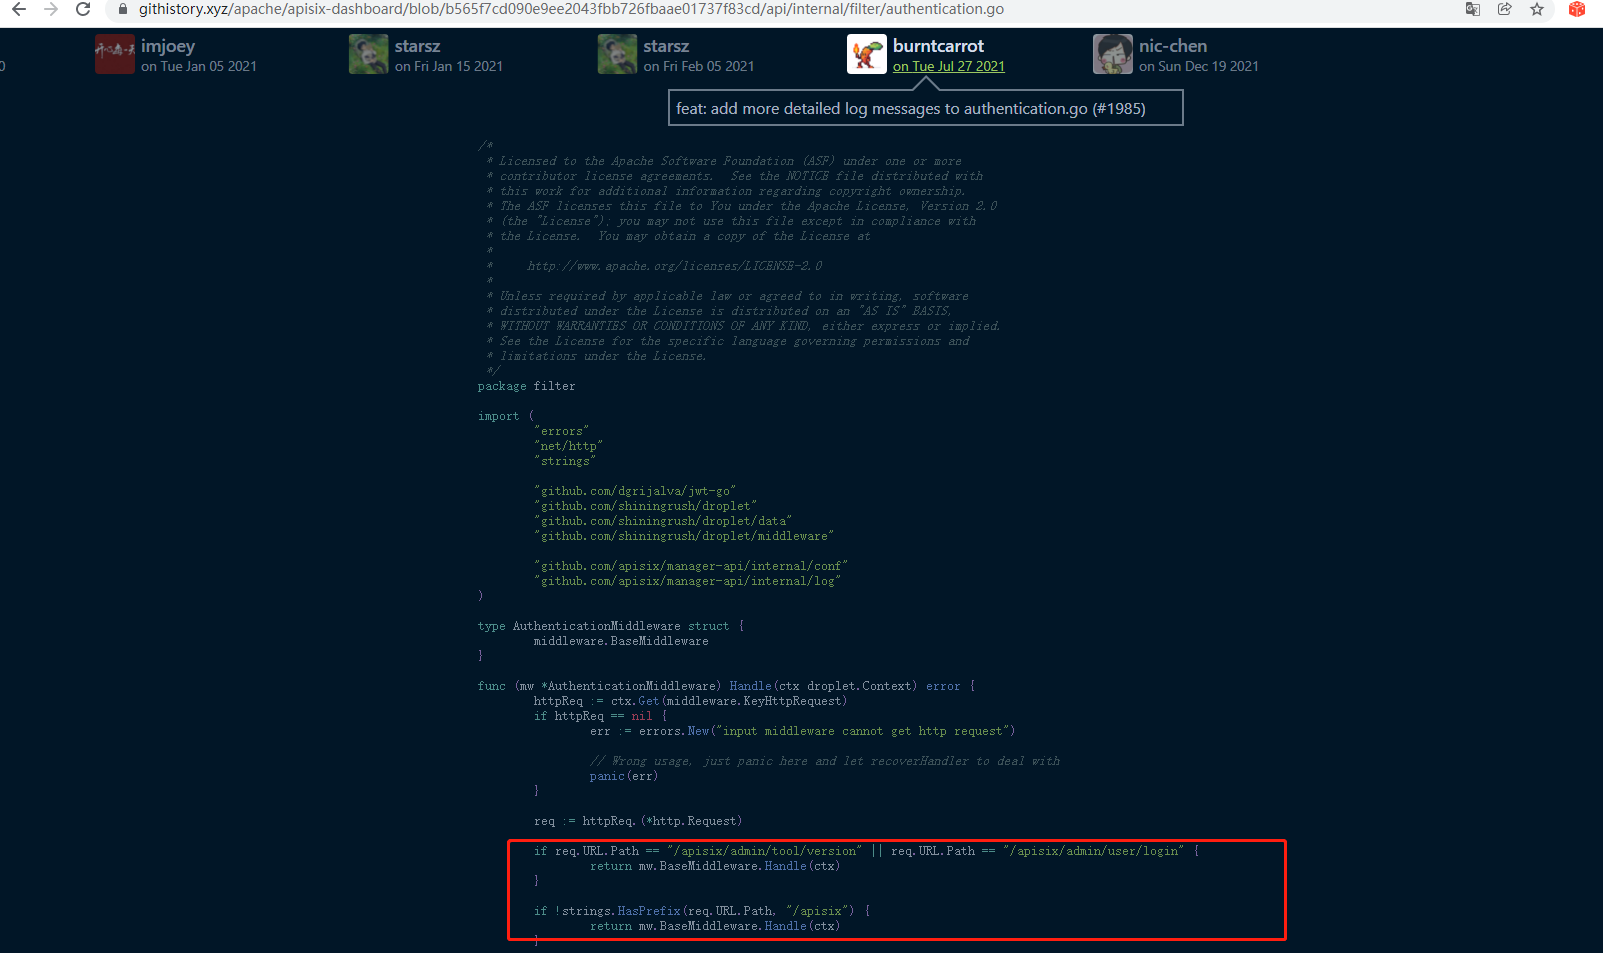 githistory.xyz/apache/apisix-dashboard/blob/b565f7cd090e9ee2043fbb726fbaae01737f83cd/api/internal/filter/authentication.go
0
imjoey
on Tue Jan 05 2021
starsz
on Fri Jan 15 2021
starsz
on Fri Feb 05 2021
burntcarrot
on Tue Jul 27 2021
nic-chen
on Sun Dec 19 2021
feat: add more detailed log messages to authentication.go (#1985)
/*
* Licensed to the Apache Software Foundation (ASF) under one or more
* contributor license agreements.  See the NOTICE file distributed with
* this work for additional information regarding copyright ownership.
* The ASF licenses this file to You under the Apache License, Version 2.0
* (the "License"); you may not use this file except in compliance with
* the License.  You may obtain a copy of the License at
*
*     http://www.apache.org/licenses/LICENSE-2.0
*
* Unless required by applicable law or agreed to in writing, software
* distributed under the License is distributed on an "AS IS" BASIS,
* WITHOUT WARRANTIES OR CONDITIONS OF ANY KIND, either express or implied.
* See the License for the specific language governing permissions and
* limitations under the License.
*/
package filter
import (
"errors"
"net/http"
"strings"
"github.com/dgrijalva/jwt-go"
"github.com/shiningrush/droplet"
"github.com/shiningrush/droplet/data"
"github.com/shiningrush/droplet/middleware"
"github.com/apisix/manager-api/internal/conf"
"github.com/apisix/manager-api/internal/log"
)
type AuthenticationMiddleware struct {
middleware.BaseMiddleware
}
func (mw *AuthenticationMiddleware) Handle(ctx droplet.Context) error {
httpReq := ctx.Get(middleware.KeyHttpRequest)
if httpReq == nil {
err := errors.New("input middleware cannot get http request")
// Wrong usage, just panic here and let recoverHandler to deal with
panic(err)
}
req := httpReq.(*http.Request)
if req.URL.Path == "/apisix/admin/tool/version" || req.URL.Path == "/apisix/admin/user/login" {
return mw.BaseMiddleware.Handle(ctx)
}
if !strings.HasPrefix(req.URL.Path, "/apisix") {
return mw.BaseMiddleware.Handle(ctx)
}